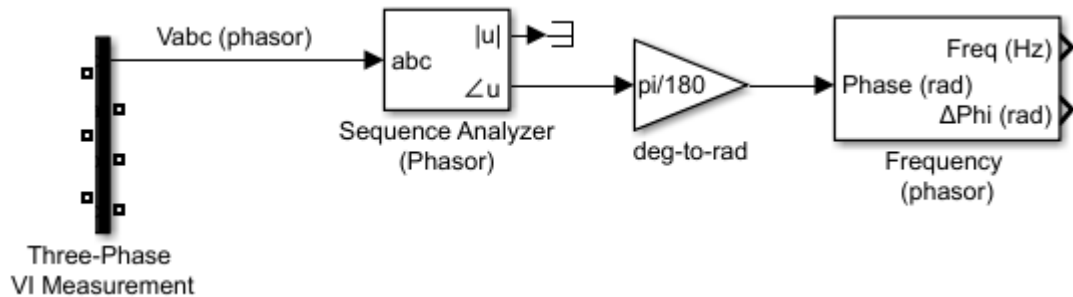 Vabc (phasor)
abc
|u|
∠u
Sequence Analyzer
(Phasor)
pi/180
deg-to-rad
Freq (Hz)
Phase (rad)
ΔPhi (rad)
Frequency
(phasor)
Three-Phase
VI Measurement